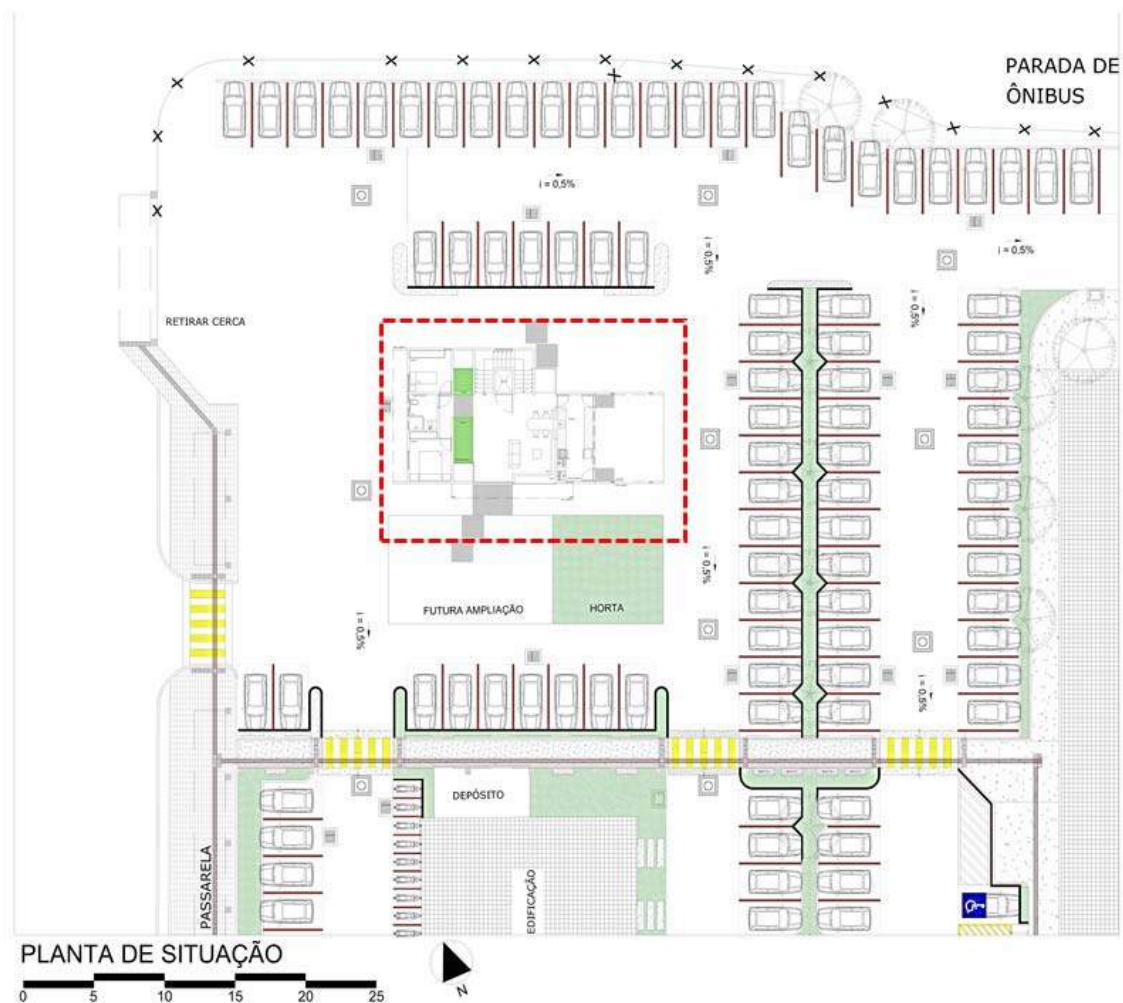 PARADA DE
ÔNIBUS
i = 0,5%
i = 0,5%
i = 0,5%
i = 0,5%
RETIRAR CERCA
i = 0,5%
FUTURA AMPLIAÇÃO
HORTA
i = 0,5%
i = 0,5%
DEPÓSITO
PASSARELA
EDIFICAÇÃO
PLANTA DE SITUAÇÃO
0 5 10 15 20 25
N